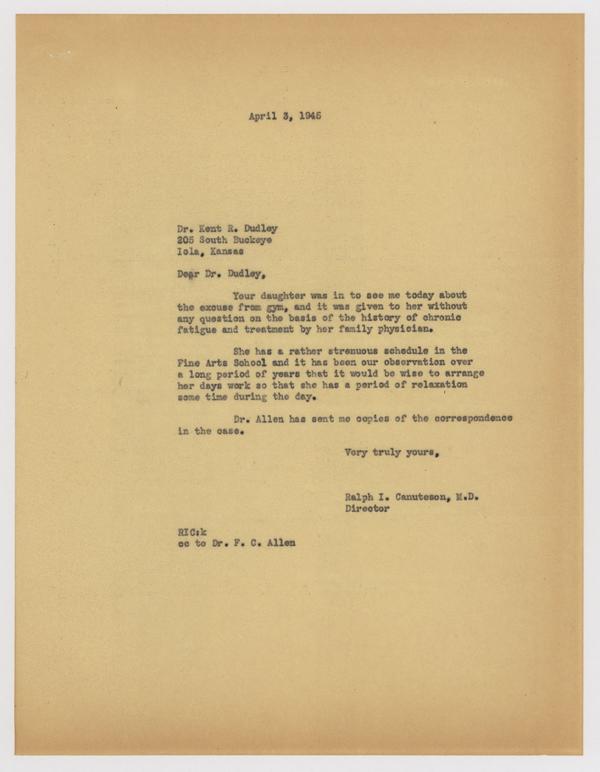 April 3, 1945
Dr. Kent R. Dudley
205 South Buckeye
Iola, Kansas
Dear Dr. Dudley,
Your daughter was in to see me today about
the excuse from gym, and it was given to her without
any question on the basis of the history of chronic
fatigue and treatment by her family physician.
She has a rather strenuous schedule in the
Fine Arts School and it has been our observation over
a long period of years that it would be wise to arrange
her days work so that she has a period of relaxation
some time during the day.
Dr. Allen has sent me copies of the correspondence
in the case.
Very truly yours,
Ralph I. Canuteson, M.D.
Director
RIC:k
cc to Dr. F. C. Allen